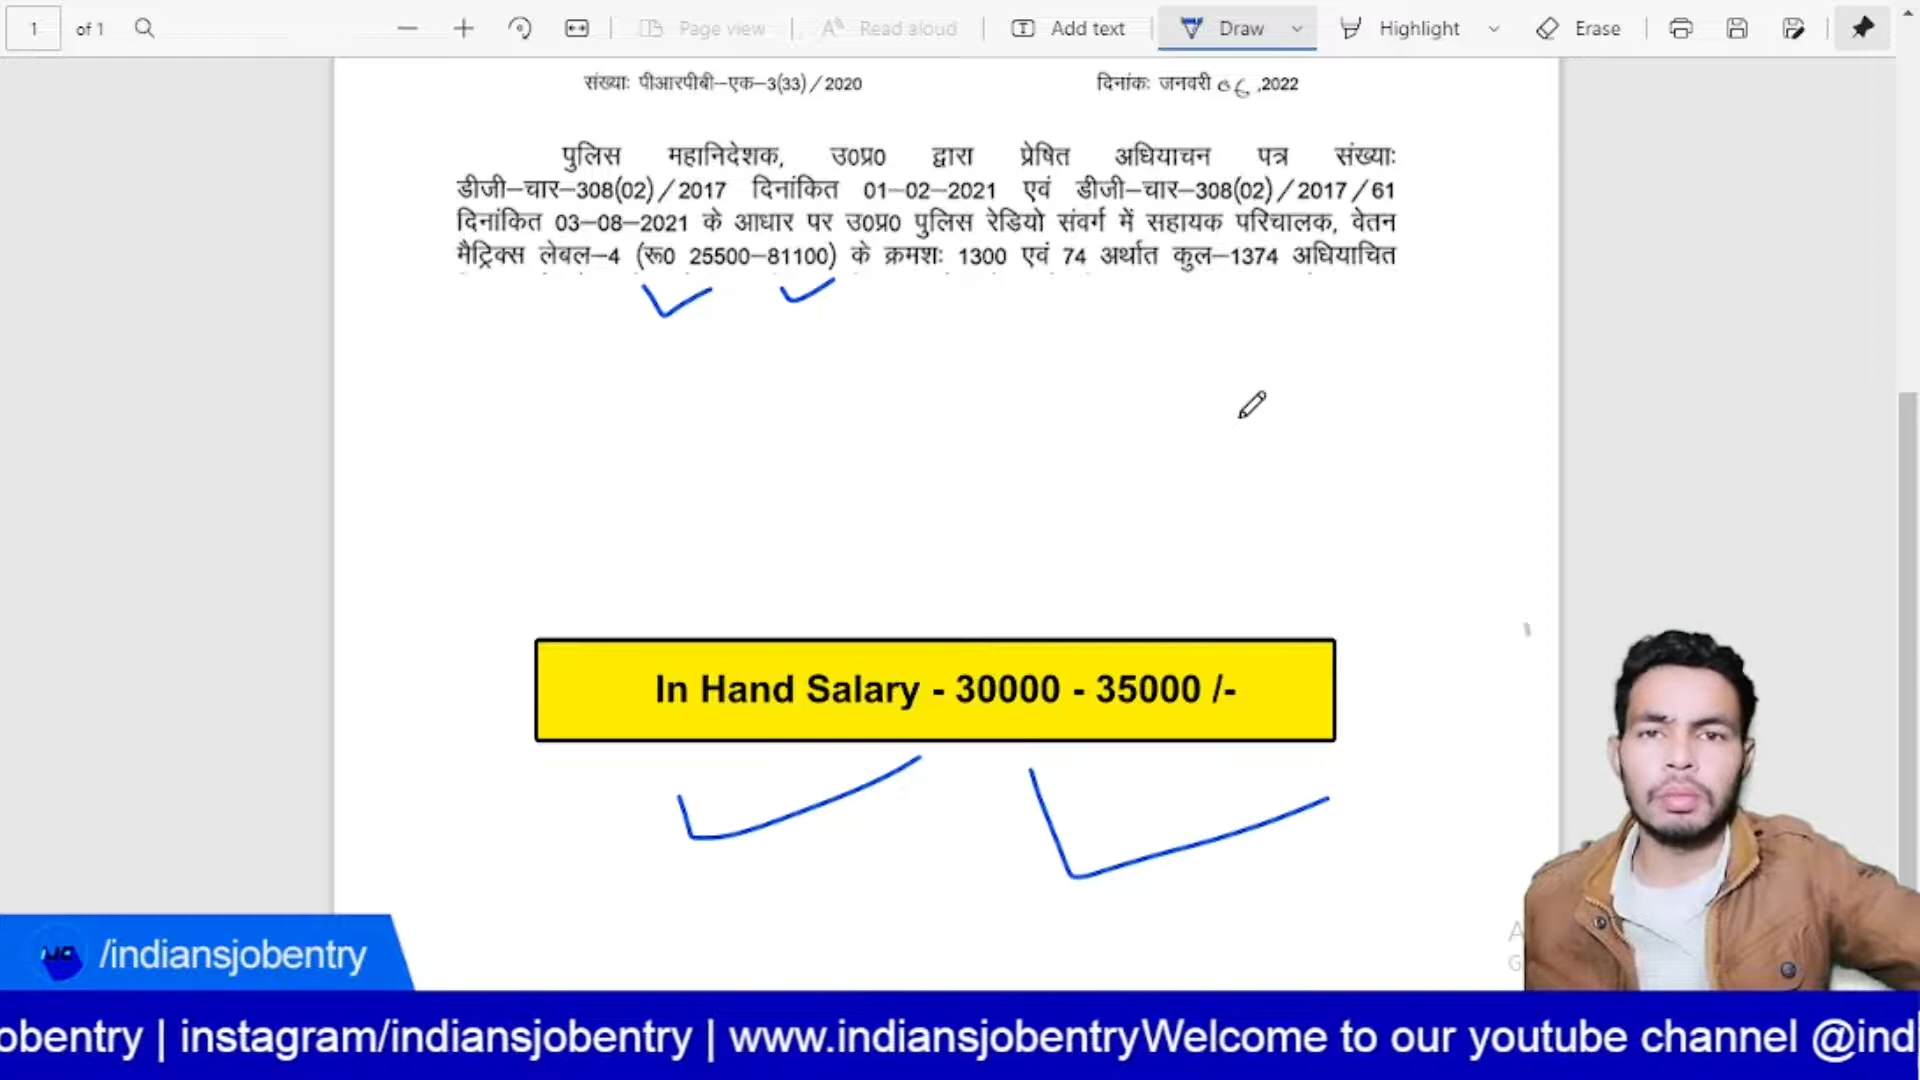 1 of 1 Page view Read aloud Add text Draw Highlight Erase
संख्याः पीआरपीबी–एक–3(33)/2020 दिनांकः जनवरी 06 ,2022
पुलिस महानिदेशक, उ0प्र0 द्वारा प्रेषित अधियाचन पत्र संख्याः
डीजी–चार–308(02)/2017 दिनांकित 01–02–2021 एवं डीजी–चार–308(02)/2017/61
दिनांकित 03–08–2021 के आधार पर उ0प्र0 पुलिस रेडियो संवर्ग में सहायक परिचालक, वेतन
मैट्रिक्स लेबल–4 (रू0 25500–81100) के क्रमशः 1300 एवं 74 अर्थात कुल–1374 अधियाचित
In Hand Salary - 30000 - 35000 /-
/indiansjobentry
obentry | instagram/indiansjobentry | www.indiansjobentryWelcome to our youtube channel @ind